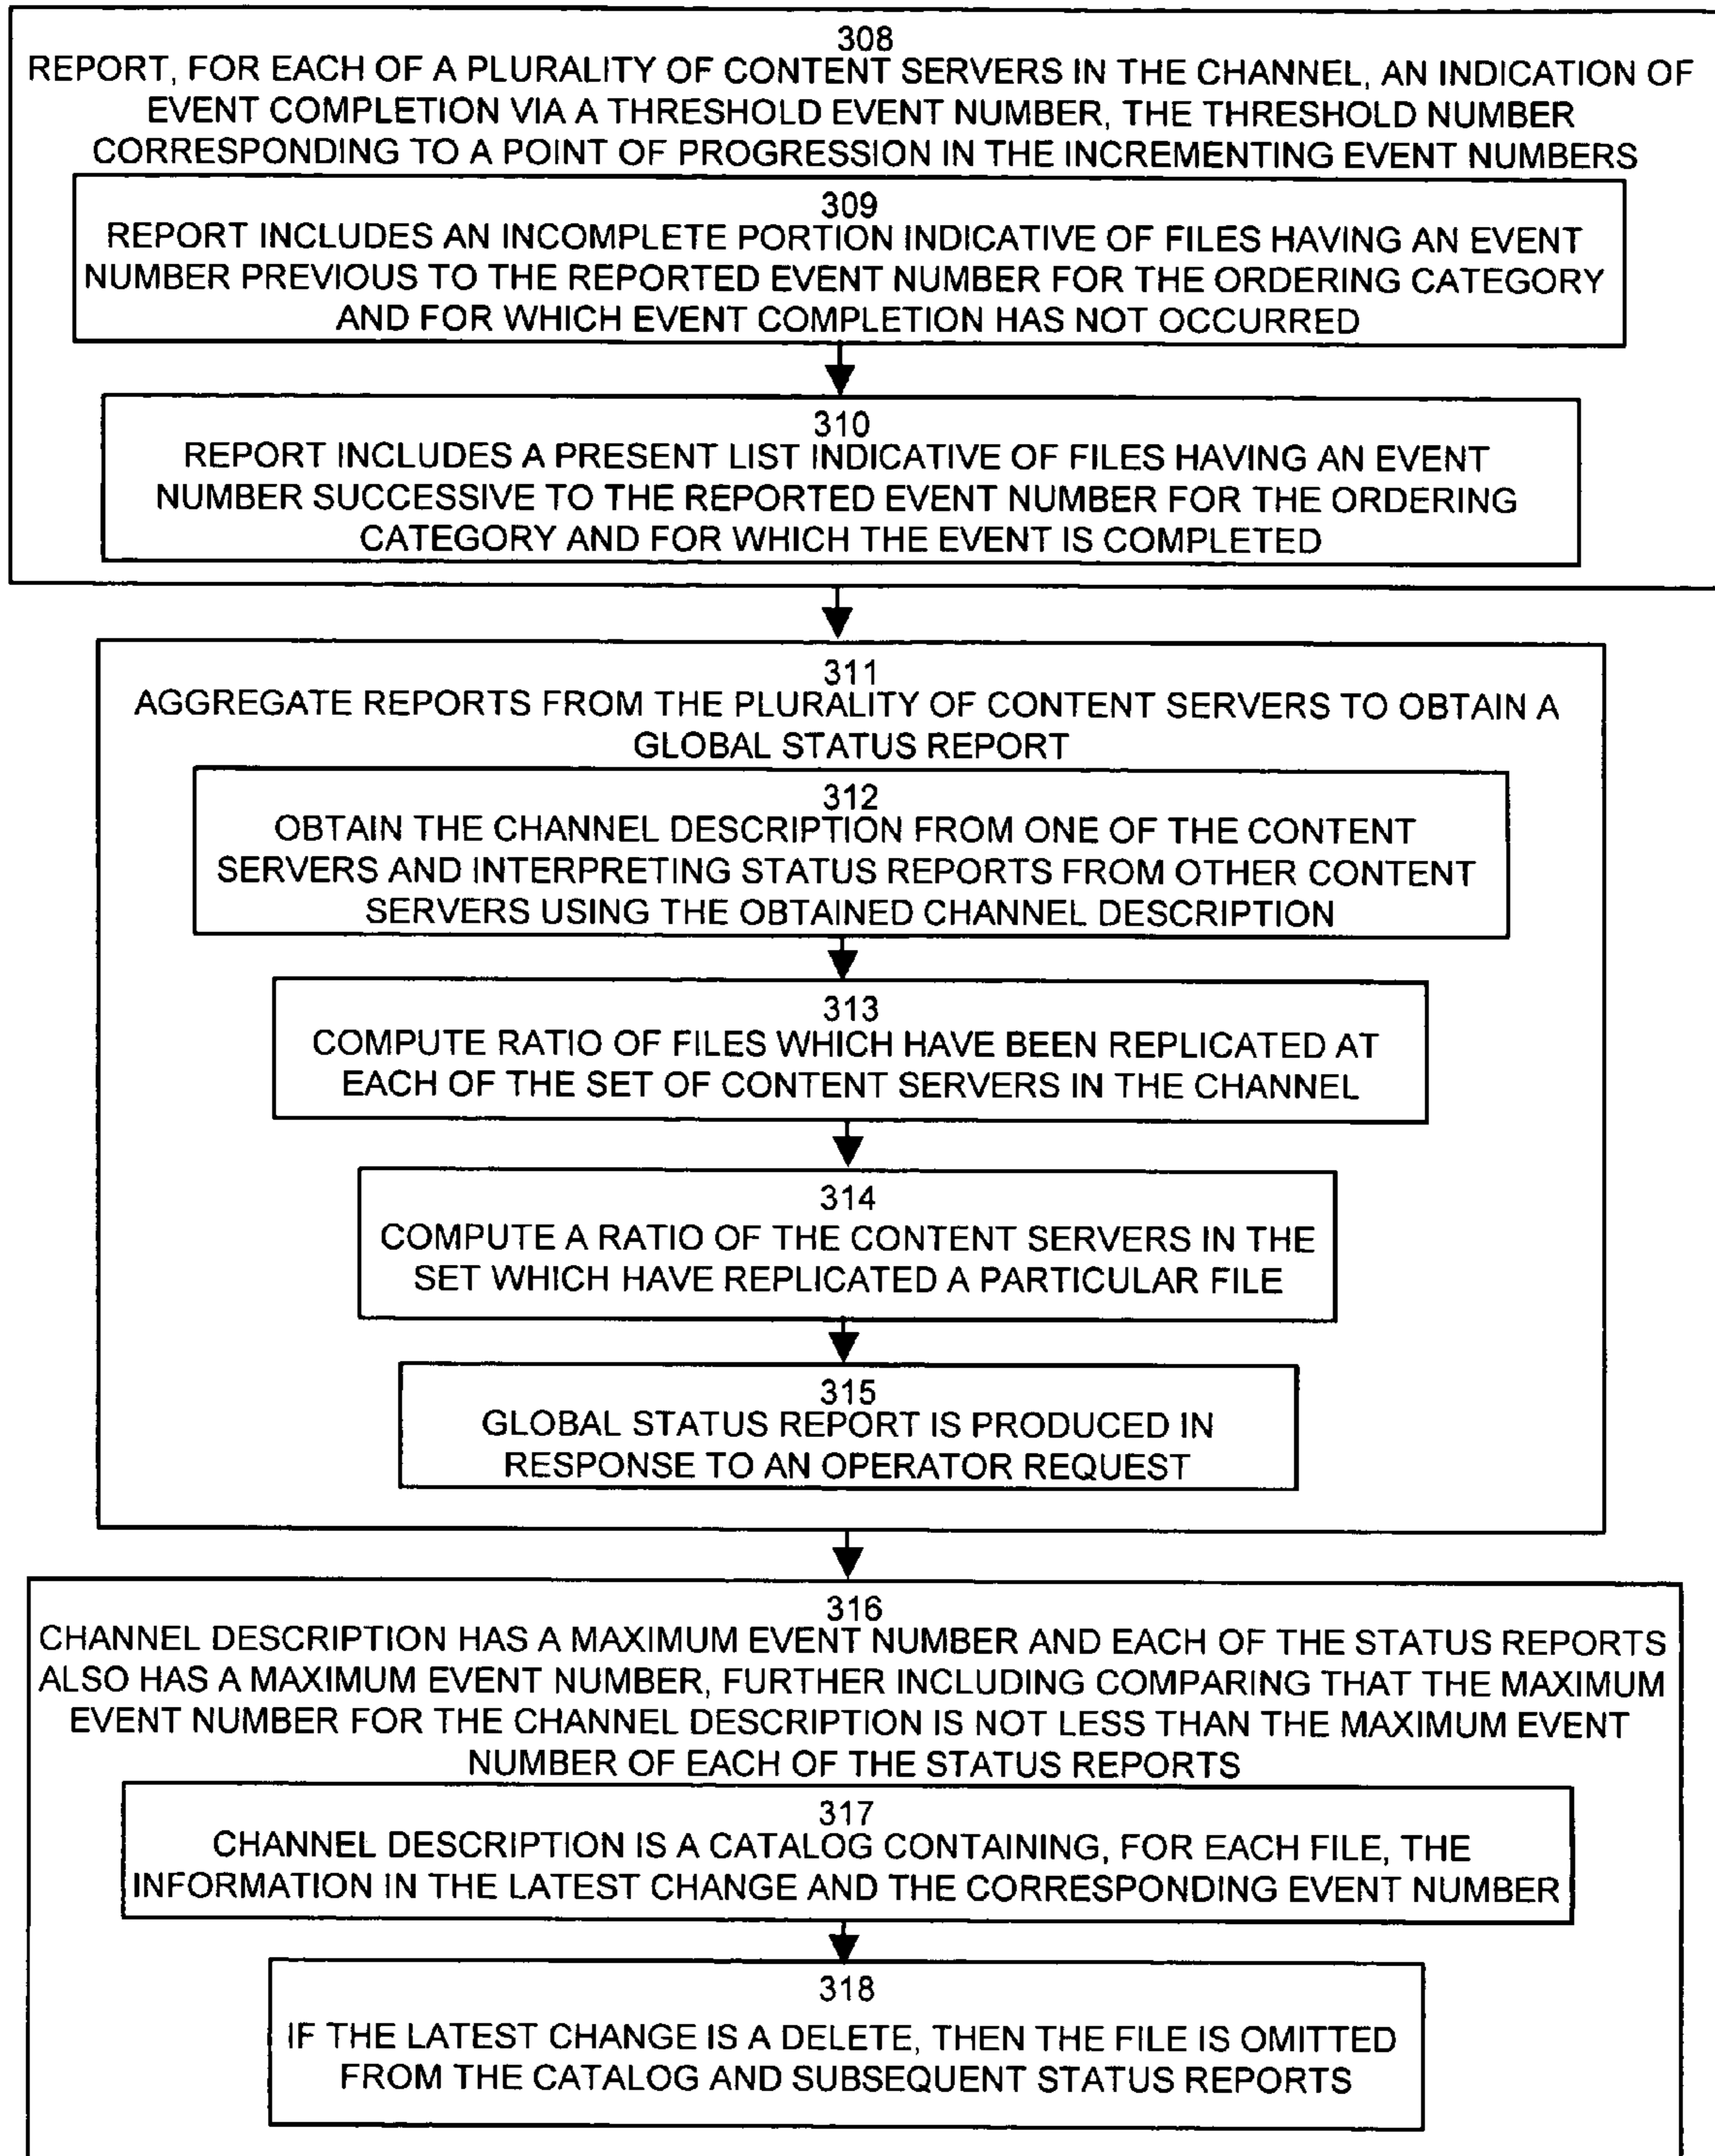 308
REPORT, FOR EACH OF A PLURALITY OF CONTENT SERVERS IN THE CHANNEL, AN INDICATION OF
EVENT COMPLETION VIA A THRESHOLD EVENT NUMBER, THE THRESHOLD NUMBER
CORRESPONDING TO A POINT OF PROGRESSION IN THE INCREMENTING EVENT NUMBERS
309
REPORT INCLUDES AN INCOMPLETE PORTION INDICATIVE OF FILES HAVING AN EVENT
NUMBER PREVIOUS TO THE REPORTED EVENT NUMBER FOR THE ORDERING CATEGORY
AND FOR WHICH EVENT COMPLETION HAS NOT OCCURRED
310
REPORT INCLUDES A PRESENT LIST INDICATIVE OF FILES HAVING AN EVENT
NUMBER SUCCESSIVE TO THE REPORTED EVENT NUMBER FOR THE ORDERING
CATEGORY AND FOR WHICH THE EVENT IS COMPLETED
311
AGGREGATE REPORTS FROM THE PLURALITY OF CONTENT SERVERS TO OBTAIN A
GLOBAL STATUS REPORT
312
OBTAIN THE CHANNEL DESCRIPTION FROM ONE OF THE CONTENT
SERVERS AND INTERPRETING STATUS REPORTS FROM OTHER CONTENT
SERVERS USING THE OBTAINED CHANNEL DESCRIPTION
313
COMPUTE RATIO OF FILES WHICH HAVE BEEN REPLICATED AT
EACH OF THE SET OF CONTENT SERVERS IN THE CHANNEL
314
COMPUTE A RATIO OF THE CONTENT SERVERS IN THE
SET WHICH HAVE REPLICATED A PARTICULAR FILE
315
GLOBAL STATUS REPORT IS PRODUCED IN
RESPONSE TO AN OPERATOR REQUEST
316
CHANNEL DESCRIPTION HAS A MAXIMUM EVENT NUMBER AND EACH OF THE STATUS REPORTS
ALSO HAS A MAXIMUM EVENT NUMBER, FURTHER INCLUDING COMPARING THAT THE MAXIMUM
EVENT NUMBER FOR THE CHANNEL DESCRIPTION IS NOT LESS THAN THE MAXIMUM EVENT
NUMBER OF EACH OF THE STATUS REPORTS
317
CHANNEL DESCRIPTION IS A CATALOG CONTAINING, FOR EACH FILE, THE
INFORMATION IN THE LATEST CHANGE AND THE CORRESPONDING EVENT NUMBER
318
IF THE LATEST CHANGE IS A DELETE, THEN THE FILE IS OMITTED
FROM THE CATALOG AND SUBSEQUENT STATUS REPORTS